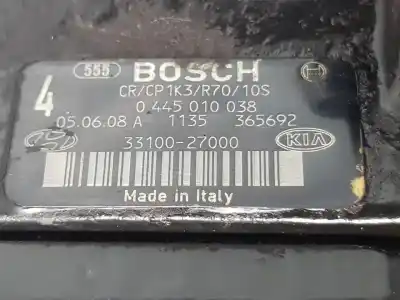 555 BOSCH
CR/CP1K3/R70/10S
4
0 445 010 038
05.06.08 A 1135 365692
33100-27000
KIA
Made in Italy